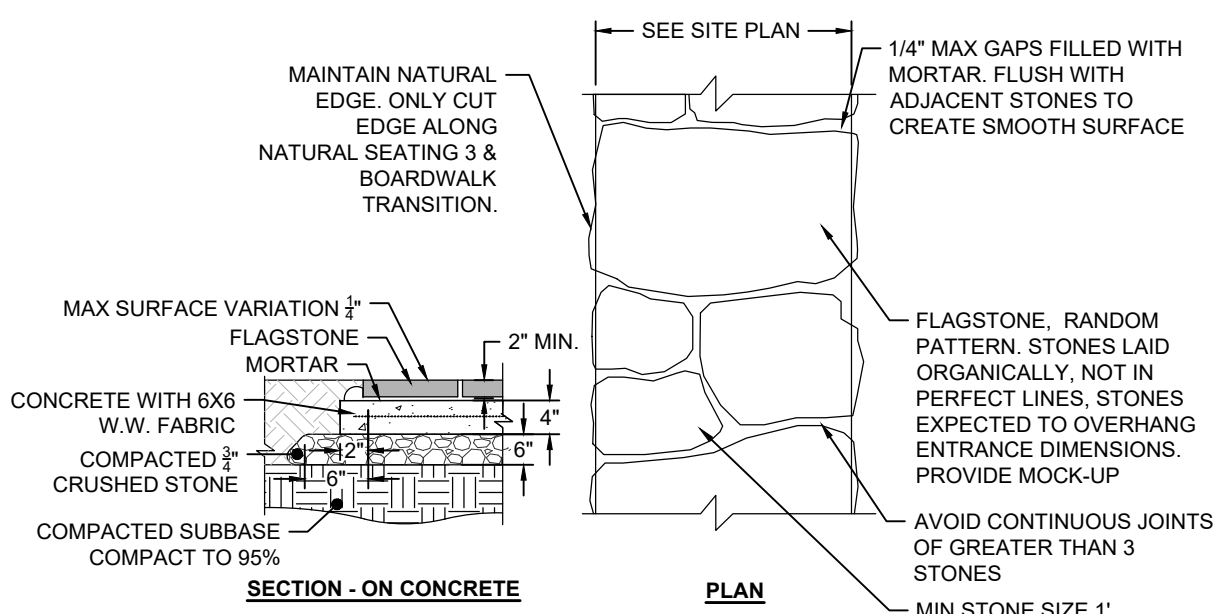 SEE SITE PLAN
MAINTAIN NATURAL
EDGE. ONLY CUT
EDGE ALONG
NATURAL SEATING 3 &
BOARDWALK
TRANSITION.
1/4" MAX GAPS FILLED WITH
MORTAR. FLUSH WITH
ADJACENT STONES TO
CREATE SMOOTH SURFACE
MAX SURFACE VARIATION 1/4"
FLAGSTONE
MORTAR
2" MIN.
CONCRETE WITH 6X6
W.W. FABRIC
4"
COMPACTED 3/4"
CRUSHED STONE
2"
6"
6"
COMPACTED SUBBASE
COMPACT TO 95%
FLAGSTONE, RANDOM
PATTERN. STONES LAID
ORGANICALLY, NOT IN
PERFECT LINES, STONES
EXPECTED TO OVERHANG
ENTRANCE DIMENSIONS.
PROVIDE MOCK-UP
AVOID CONTINUOUS JOINTS
OF GREATER THAN 3
STONES
MIN STONE SIZE 1'
SECTION - ON CONCRETE
PLAN